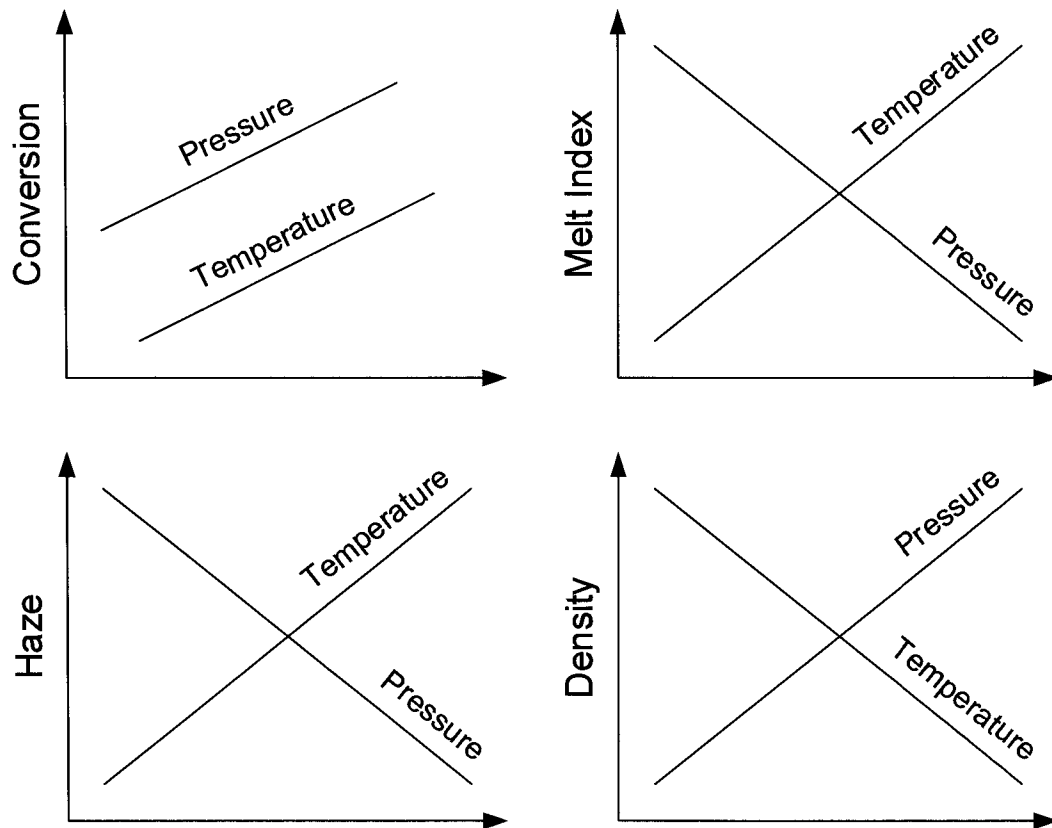 Conversion
Pressure
Temperature
Melt Index
Temperature
Pressure
Haze
Temperature
Pressure
Density
Pressure
Temperature